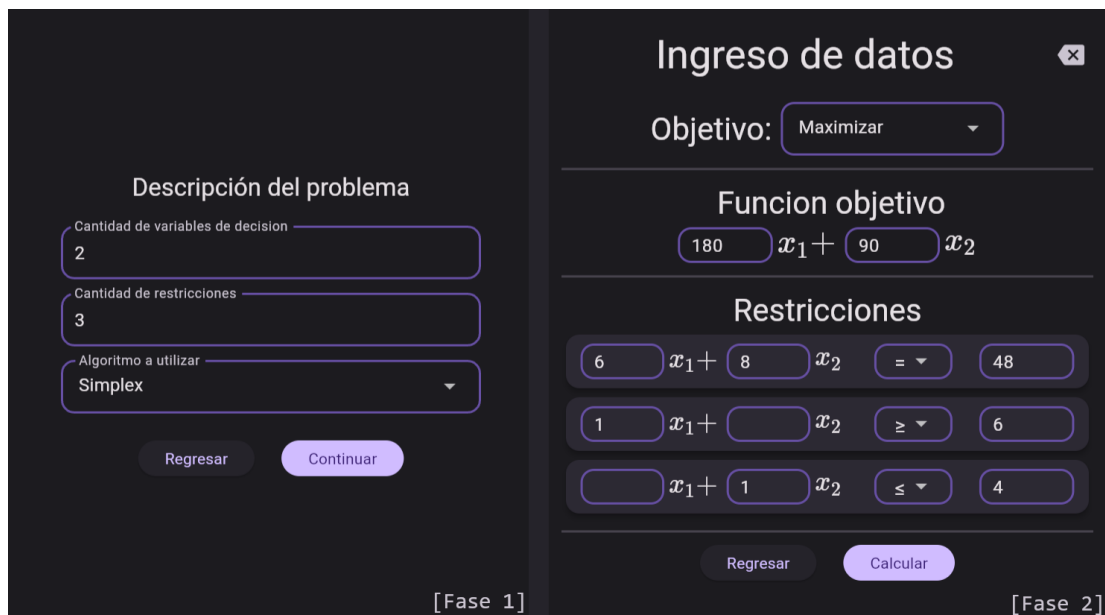 Descripción del problema
Cantidad de variables de decision
2
Cantidad de restricciones
3
Algoritmo a utilizar
Simplex
Regresar
Continuar
[Fase 1]
Ingreso de datos
Objetivo: Maximizar
Funcion objetivo
180 x₁+ 90 x₂
Restricciones
6 x₁+ 8 x₂ = 48
1 x₁+ x₂ ≥ 6
x₁+ 1 x₂ ≤ 4
Regresar
Calcular
[Fase 2]